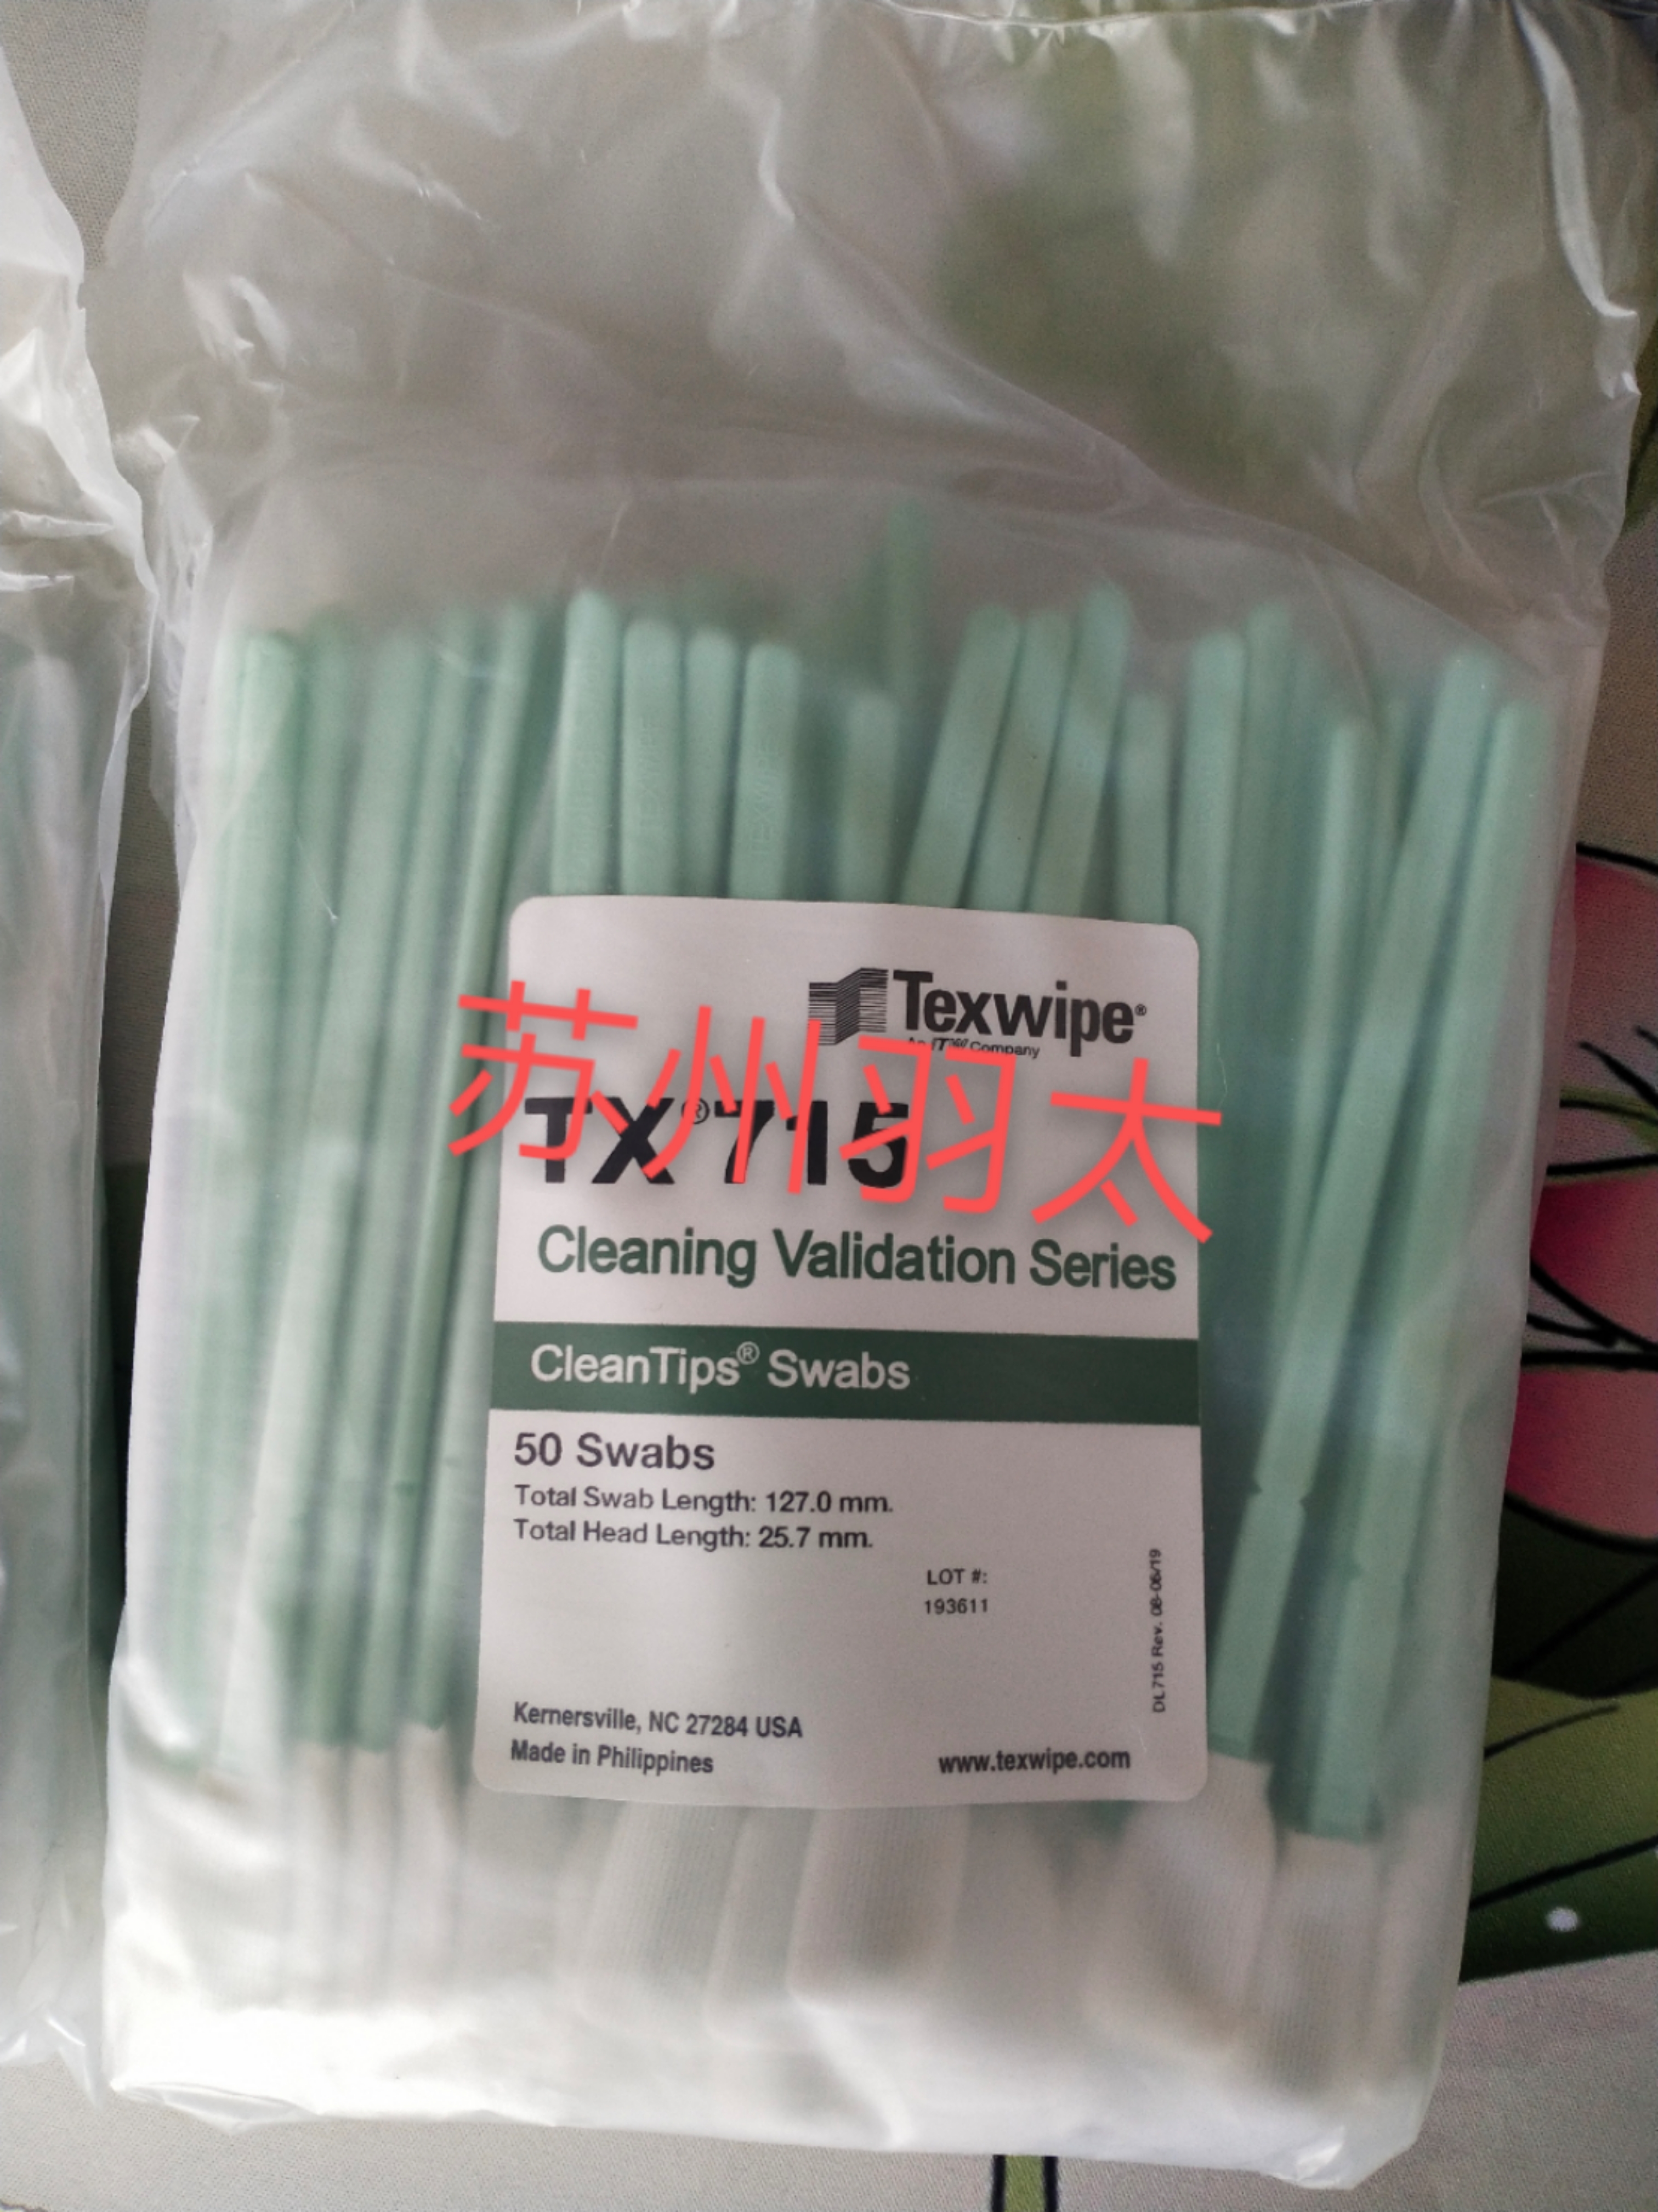 TEXWIPE
TEXWIPE
Texwipe®
An ITW Company
苏州羽太
TX®715
Cleaning Validation Series
CleanTips® Swabs
50 Swabs
Total Swab Length: 127.0 mm.
Total Head Length: 25.7 mm.
LOT #:
193611
DL715 Rev. 08-06/19
Kernersville, NC 27284 USA
Made in Philippines
www.texwipe.com